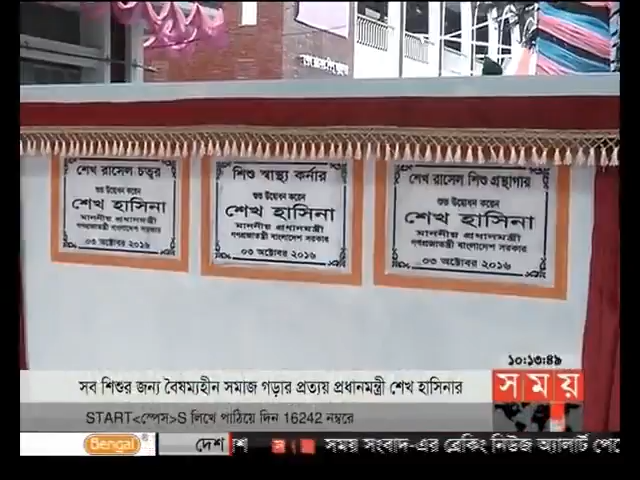 শেখ রাসেল চত্বর
শুভ উদ্বোধন করেন
শেখ হাসিনা
মাননীয় প্রধানমন্ত্রী
গণপ্রজাতন্ত্রী বাংলাদেশ সরকার
০৩ অক্টোবর ২০১৬
শিশু স্বাস্থ্য কর্নার
শুভ উদ্বোধন করেন
শেখ হাসিনা
মাননীয় প্রধানমন্ত্রী
গণপ্রজাতন্ত্রী বাংলাদেশ সরকার
০৩ অক্টোবর ২০১৬
শেখ রাসেল শিশু গ্রন্থাগার
শুভ উদ্বোধন করেন
শেখ হাসিনা
মাননীয় প্রধানমন্ত্রী
গণপ্রজাতন্ত্রী বাংলাদেশ সরকার
০৩ অক্টোবর ২০১৬
১০:১৩:৪৯
সব শিশুর জন্য বৈষম্যহীন সমাজ গড়ার প্রত্যয় প্রধানমন্ত্রী শেখ হাসিনার
সময়
START<স্পেস>S লিখে পাঠিয়ে দিন 16242 নম্বরে
Bengal
দেশ
সময় সংবাদ-এর ব্রেকিং নিউজ অ্যালার্ট পেতে